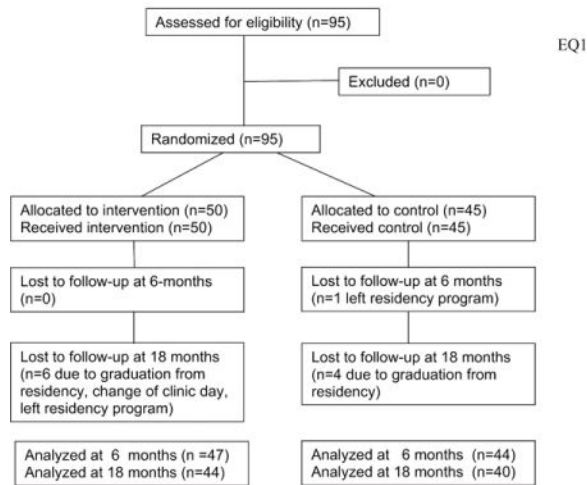 Assessed for eligibility (n=95)
EQ1
Excluded (n=0)
Randomized (n=95)
Allocated to intervention (n=50)
Received intervention (n=50)
Allocated to control (n=45)
Received control (n=45)
Lost to follow-up at 6-months
(n=0)
Lost to follow-up at 6 months
(n=1 left residency program)
Lost to follow-up at 18 months
(n=6 due to graduation from
residency, change of clinic day,
left residency program)
Lost to follow-up at 18 months
(n=4 due to graduation from
residency)
Analyzed at 6 months (n =47)
Analyzed at 18 months (n=44)
Analyzed at 6 months (n=44)
Analyzed at 18 months (n=40)